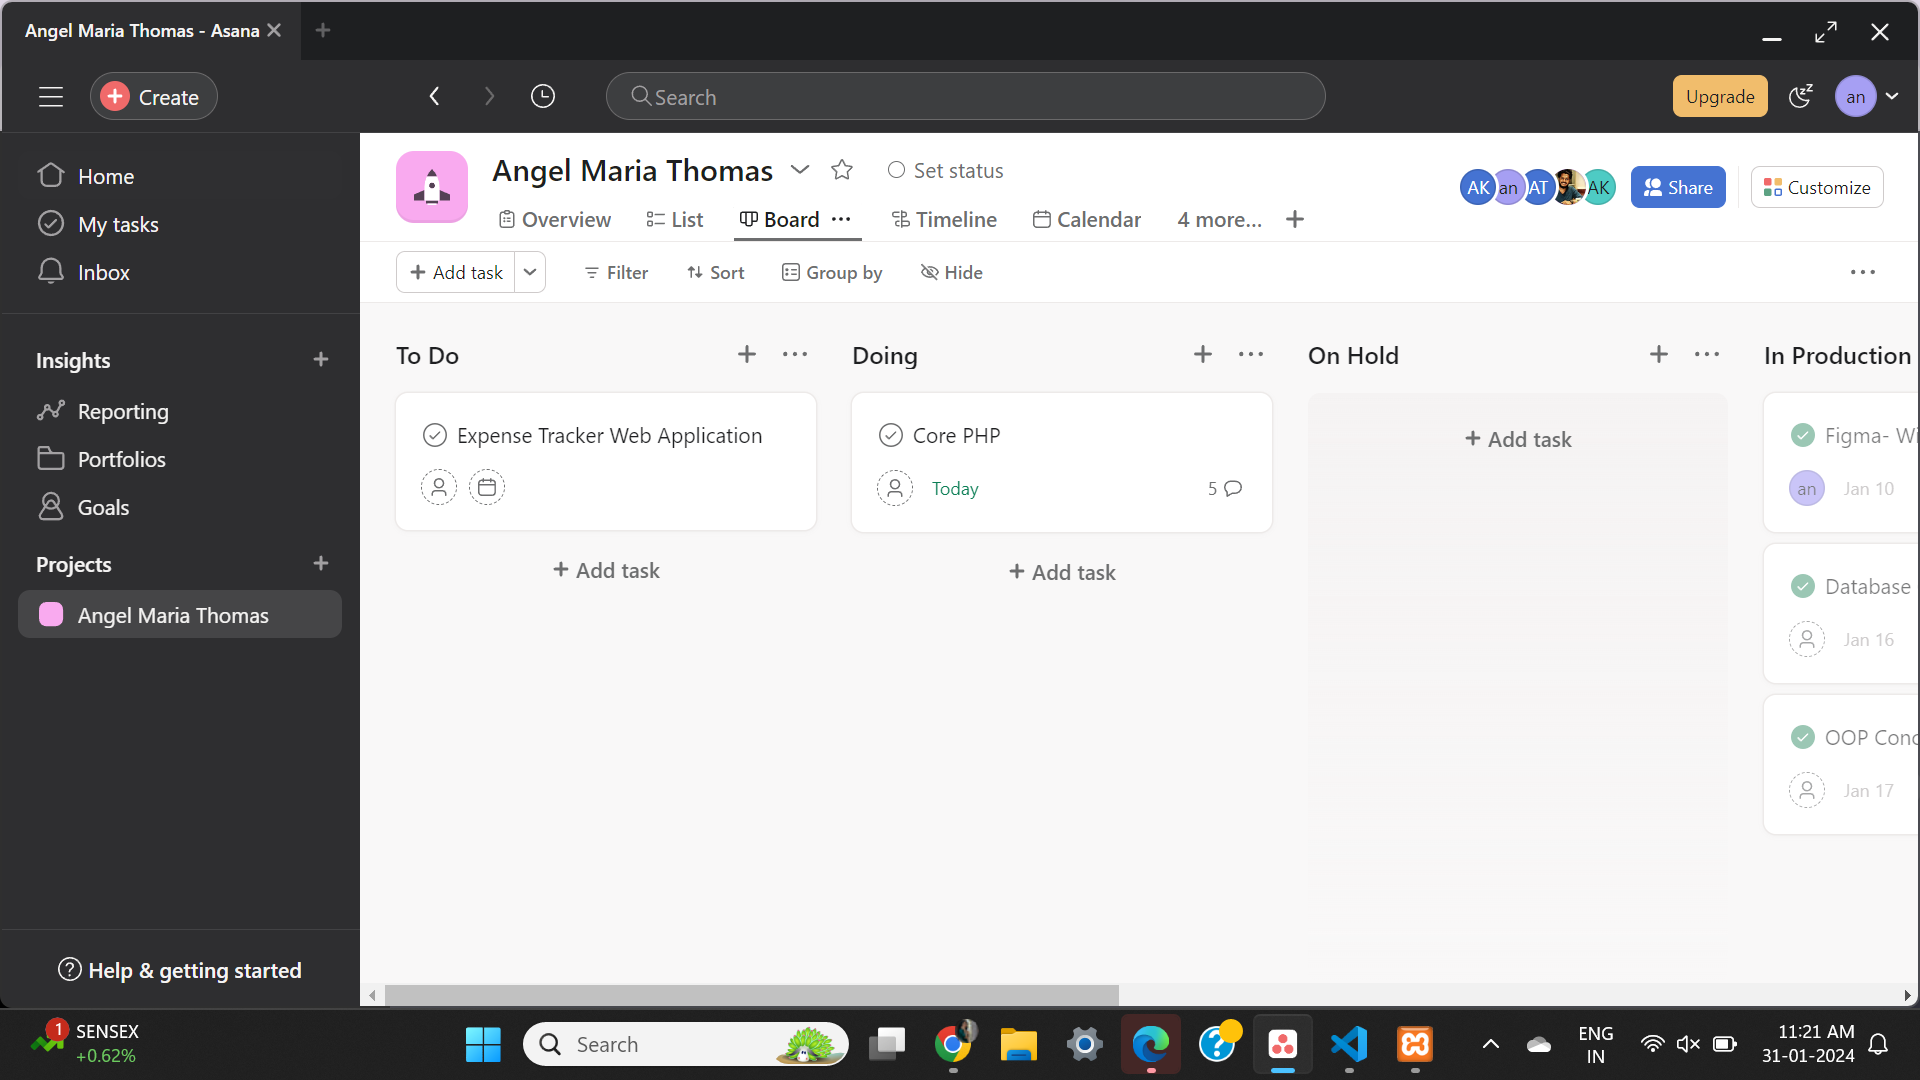 Angel Maria Thomas - Asana
Create
Search
Upgrade
an
Home
My tasks
Inbox
Insights
Reporting
Portfolios
Goals
Projects
Angel Maria Thomas
Help & getting started
Angel Maria Thomas
Set status
AK an AT AK
Share
Customize
Overview
List
Board
Timeline
Calendar
4 more...
Add task
Filter
Sort
Group by
Hide
To Do
Expense Tracker Web Application
Add task
Doing
Core PHP
Today
5
Add task
On Hold
Add task
In Production
Figma- Wi
an
Jan 10
Database
Jan 16
OOP Conc
Jan 17
1
SENSEX
+0.62%
Search
ENG
IN
11:21 AM
31-01-2024